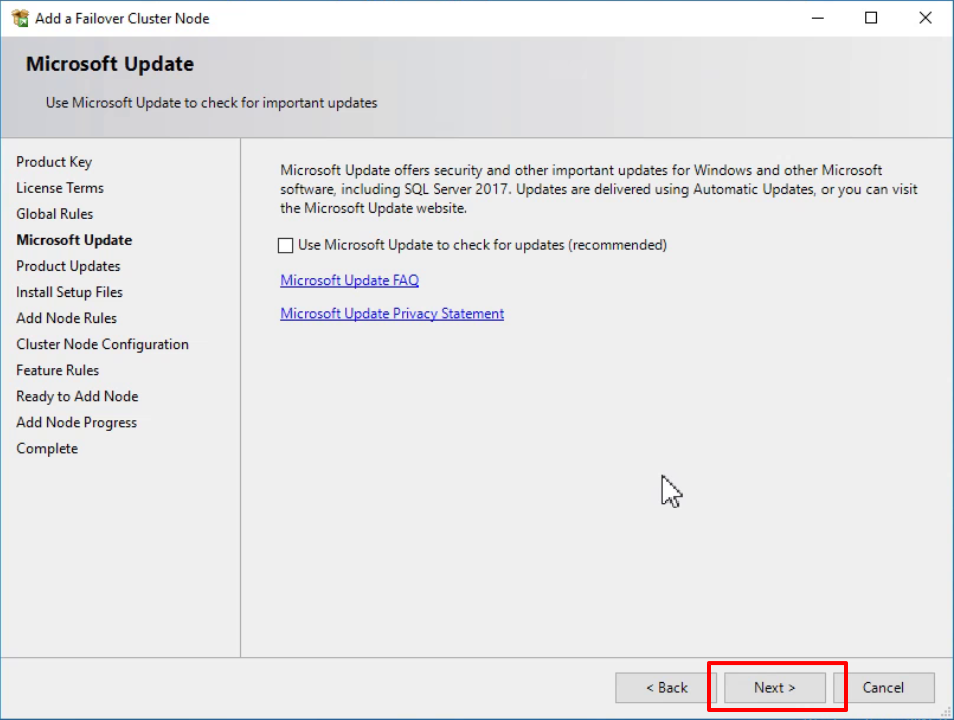 Add a Failover Cluster Node
Microsoft Update
Use Microsoft Update to check for important updates
Product Key
License Terms
Global Rules
Microsoft Update
Product Updates
Install Setup Files
Add Node Rules
Cluster Node Configuration
Feature Rules
Ready to Add Node
Add Node Progress
Complete
Microsoft Update offers security and other important updates for Windows and other Microsoft
software, including SQL Server 2017. Updates are delivered using Automatic Updates, or you can visit
the Microsoft Update website.
Use Microsoft Update to check for updates (recommended)
Microsoft Update FAQ
Microsoft Update Privacy Statement
< Back
Next >
Cancel